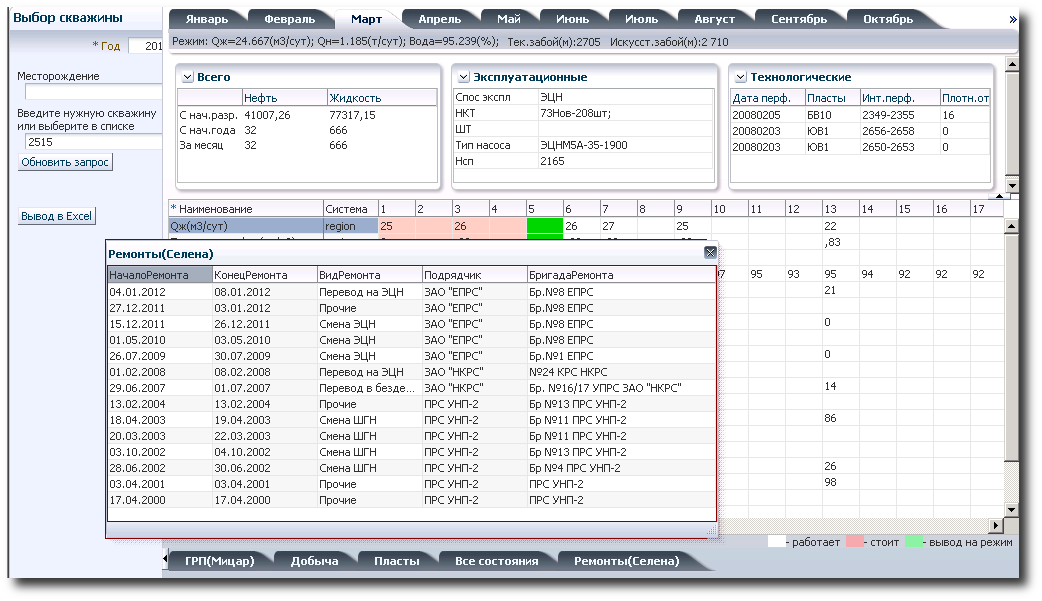 Выбор скважины
Январь Февраль Март Апрель Май Июнь Июль Август Сентябрь Октябрь »
* Год 201
Режим: Qж=24.667(м3/сут); Qн=1.185(т/сут); Вода=95.239(%); Тек.забой(м):2705 Искусст.забой(м):2 710
Месторождение
Введите нужную скважину
или выберите в списке
2515
Обновить запрос
Вывод в Excel
Всего
Нефть Жидкость
С нач.разр. 41007,26 77317,15
С нач.года 32 666
За месяц 32 666
Эксплуатационные
Спос экспл ЭЦН
НКТ 73Нов-208шт;
ШТ
Тип насоса ЭЦНМ5А-35-1900
Нсп 2165
Технологические
Дата перф. Пласты Инт.перф. Плотн.от
20080205 БВ10 2349-2355 16
20080203 ЮВ1 2656-2658 0
20080203 ЮВ1 2650-2653 0
* Наименование Система 1 2 3 4 5 6 7 8 9 10 11 12 13 14 15 16 17
Qж(м3/сут) region 25 26 26 27 25 22
,83
95 93 95 94 92 92 92
21
0
0
14
86
26
98
Ремонты(Селена)
НачалоРемонта КонецРемонта ВидРемонта Подрядчик БригадаРемонта
04.01.2012 08.01.2012 Перевод на ЭЦН ЗАО "ЕПРС" Бр.№8 ЕПРС
27.12.2011 03.01.2012 Прочие ЗАО "ЕПРС" Бр.№8 ЕПРС
15.12.2011 26.12.2011 Смена ЭЦН ЗАО "ЕПРС" Бр.№8 ЕПРС
01.05.2010 03.05.2010 Смена ЭЦН ЗАО "ЕПРС" Бр.№8 ЕПРС
26.07.2009 30.07.2009 Смена ЭЦН ЗАО "ЕПРС" Бр.№1 ЕПРС
01.02.2008 08.02.2008 Перевод на ЭЦН ЗАО "НКРС" №24 КРС НКРС
29.06.2007 01.07.2007 Перевод в безде... ЗАО "НКРС" Бр. №16/17 УПРС ЗАО "НКРС"
13.02.2004 13.02.2004 Прочие ПРС УНП-2 Бр №13 ПРС УНП-2
18.04.2003 19.04.2003 Смена ШГН ПРС УНП-2 Бр №11 ПРС УНП-2
20.03.2003 22.03.2003 Смена ШГН ПРС УНП-2 Бр №11 ПРС УНП-2
03.10.2002 04.10.2002 Смена ШГН ПРС УНП-2 Бр №13 ПРС УНП-2
28.06.2002 30.06.2002 Смена ШГН ПРС УНП-2 Бр №4 ПРС УНП-2
03.04.2001 03.04.2001 Прочие ПРС УНП-2 ПРС УНП-2
17.04.2000 17.04.2000 Прочие ПРС УНП-2 ПРС УНП-2
- работает - стоит - вывод на режим
ГРП(Мицар) Добыча Пласты Все состояния Ремонты(Селена)